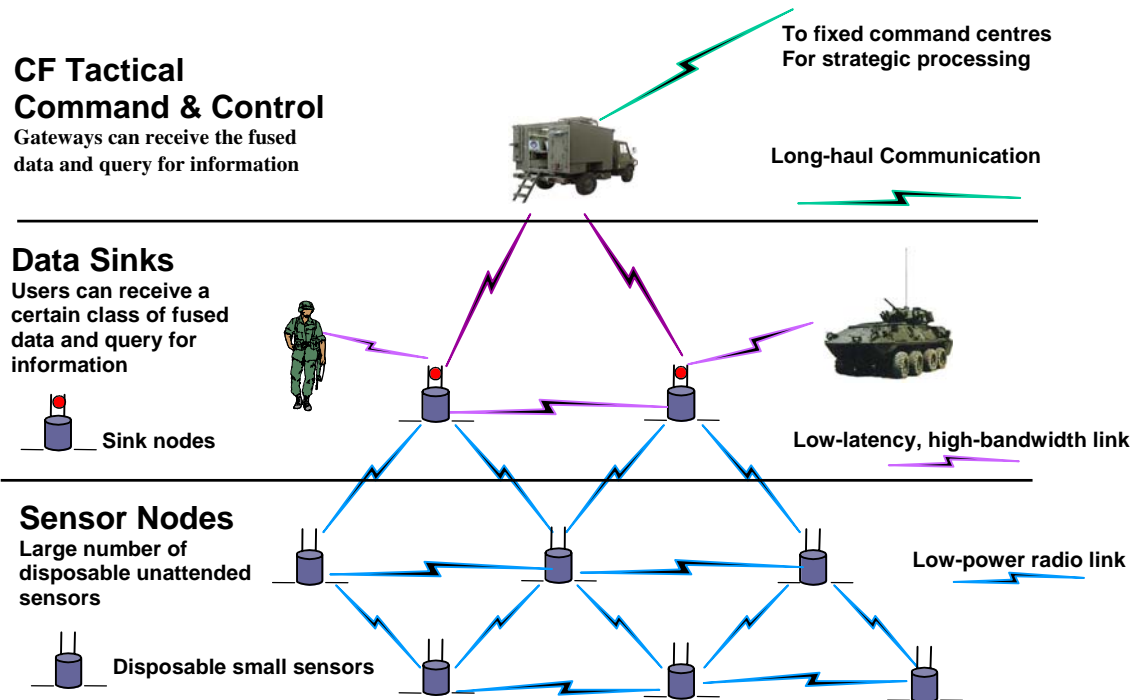 To fixed command centres
For strategic processing
CF Tactical
Command & Control
Gateways can receive the fused
data and query for information
Long-haul Communication
Data Sinks
Users can receive a
certain class of fused
data and query for
information
Sink nodes
Low-latency, high-bandwidth link
Sensor Nodes
Large number of
disposable unattended
sensors
Low-power radio link
Disposable small sensors